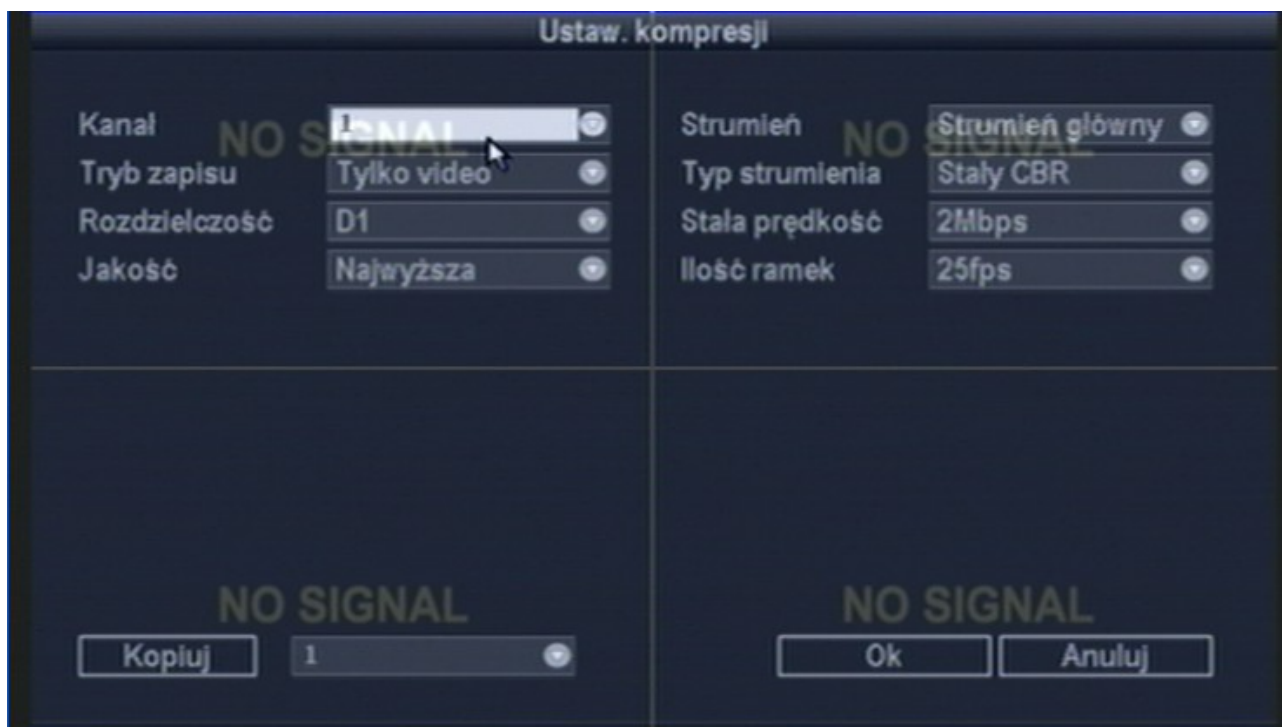 Ustaw. kompresji
Kanał 1 Strumień Strumień główny
NO SIGNAL NO SIGNAL
Tryb zapisu Tylko video Typ strumienia Stały CBR
Rozdzielczość D1 Stała prędkość 2Mbps
Jakość Najwyższa Ilość ramek 25fps
NO SIGNAL NO SIGNAL
Kopiuj 1 Ok Anuluj